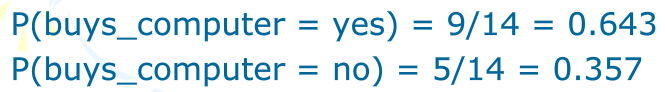 P(buys_computer = yes) = 9/14 = 0.643
P(buys_computer = no) = 5/14 = 0.357